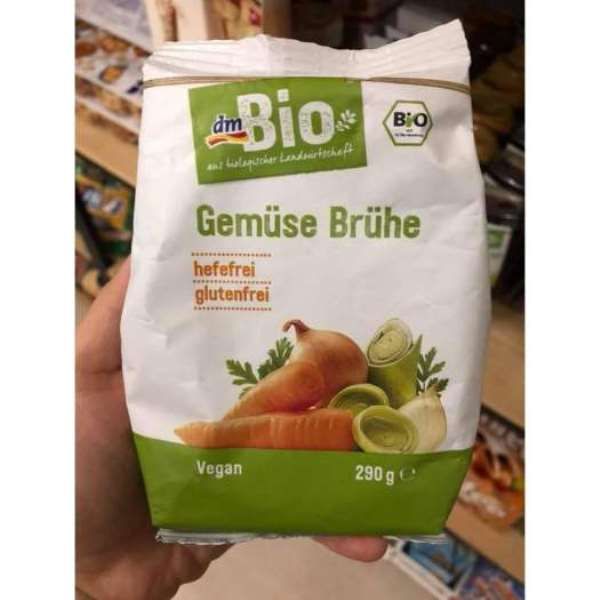 dm
Bio
aus biologischer Landwirtschaft
BIO
Gemüse Brühe
hefefrei
glutenfrei
Vegan
290 g ℮